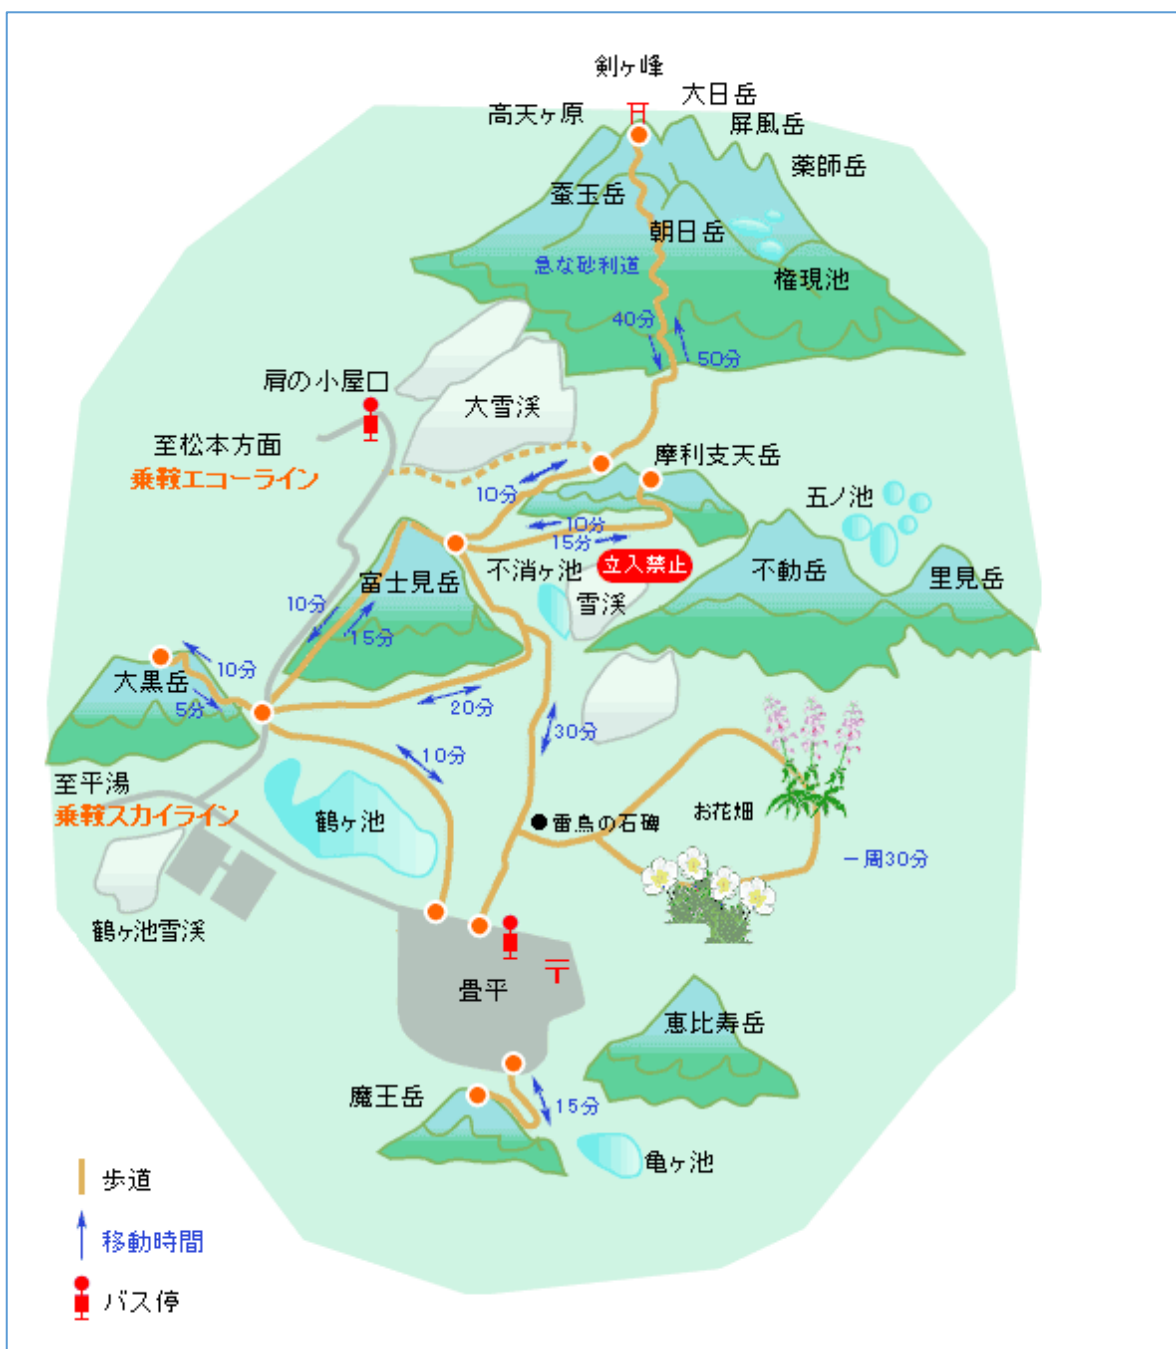 剣ヶ峰
大日岳
高天ヶ原
屏風岳
薬師岳
蚕玉岳
朝日岳
急な砂利道
権現池
40分
50分
肩の小屋口
大雪渓
至松本方面
乗鞍エコーライン
摩利支天岳
10分
五ノ池
10分
15分
不消ヶ池
立入禁止
不動岳
里見岳
富士見岳
雪渓
10分
15分
10分
大黒岳
5分
20分
30分
10分
至平湯
乗鞍スカイライン
鶴ヶ池
●雷鳥の石碑
お花畑
一周30分
鶴ヶ池雪渓
〒
畳平
恵比寿岳
魔王岳
15分
亀ヶ池
歩道
移動時間
バス停